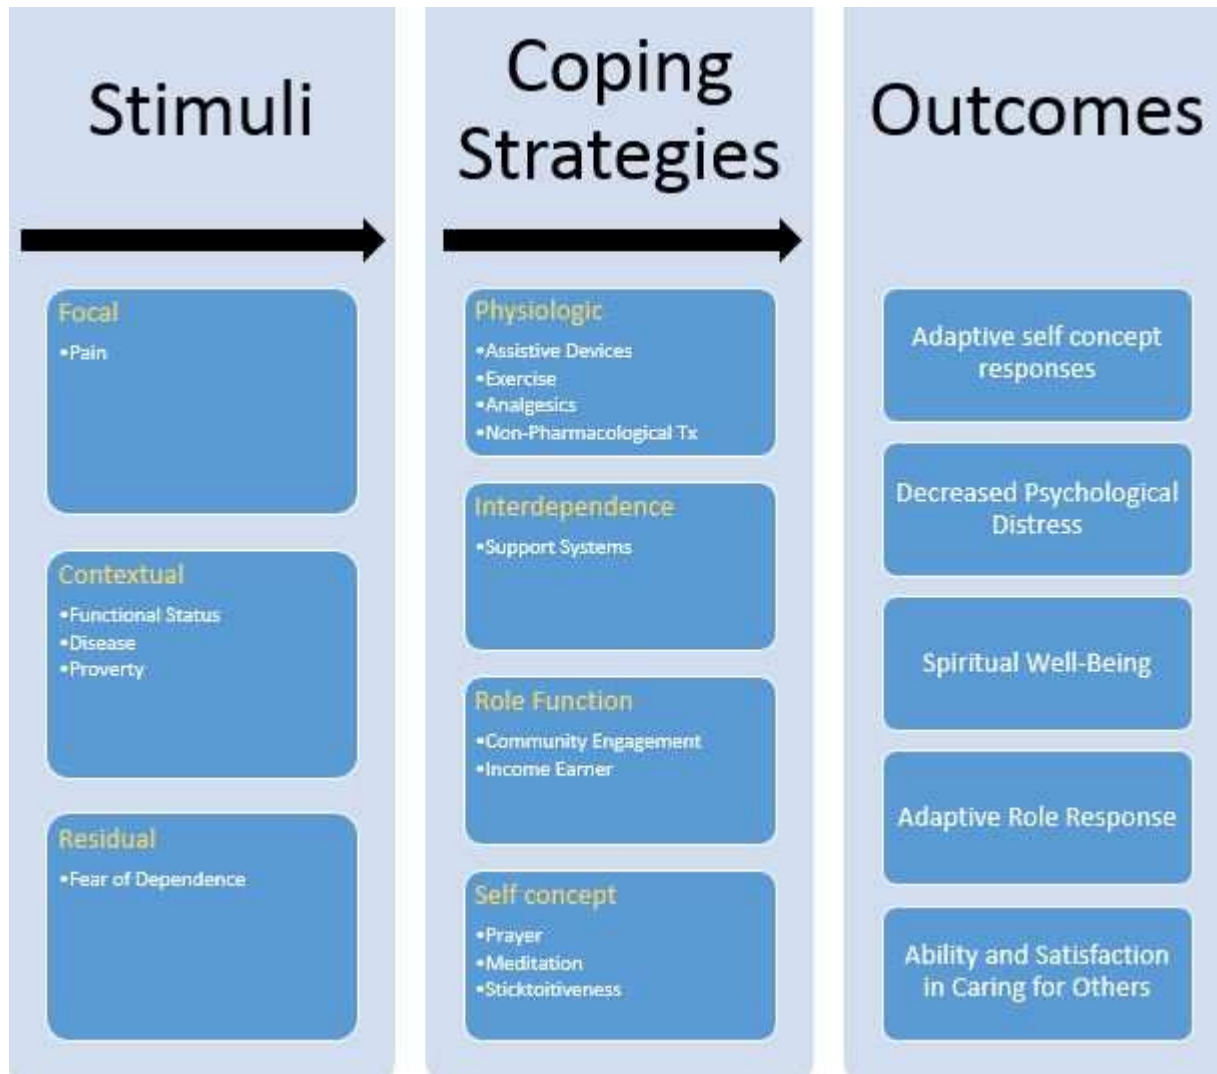 Stimuli
Focal
•Pain
Contextual
•Functional Status
•Disease
•Proverty
Residual
•Fear of Dependence
Coping
Strategies
Physiologic
•Assistive Devices
•Exercise
•Analgesics
•Non-Pharmacological Tx
Interdependence
•Support Systems
Role Function
•Community Engagement
•Income Earner
Self concept
•Prayer
•Meditation
•Sticktoitiveness
Outcomes
Adaptive self concept
responses
Decreased Psychological
Distress
Spiritual Well-Being
Adaptive Role Response
Ability and Satisfaction
in Caring for Others